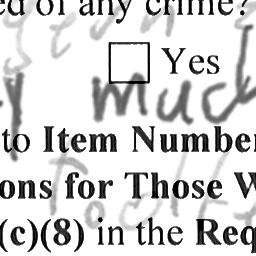 ed of any crime?
Yes
much
to Item Number
ons for Those W
(c)(8) in the Req